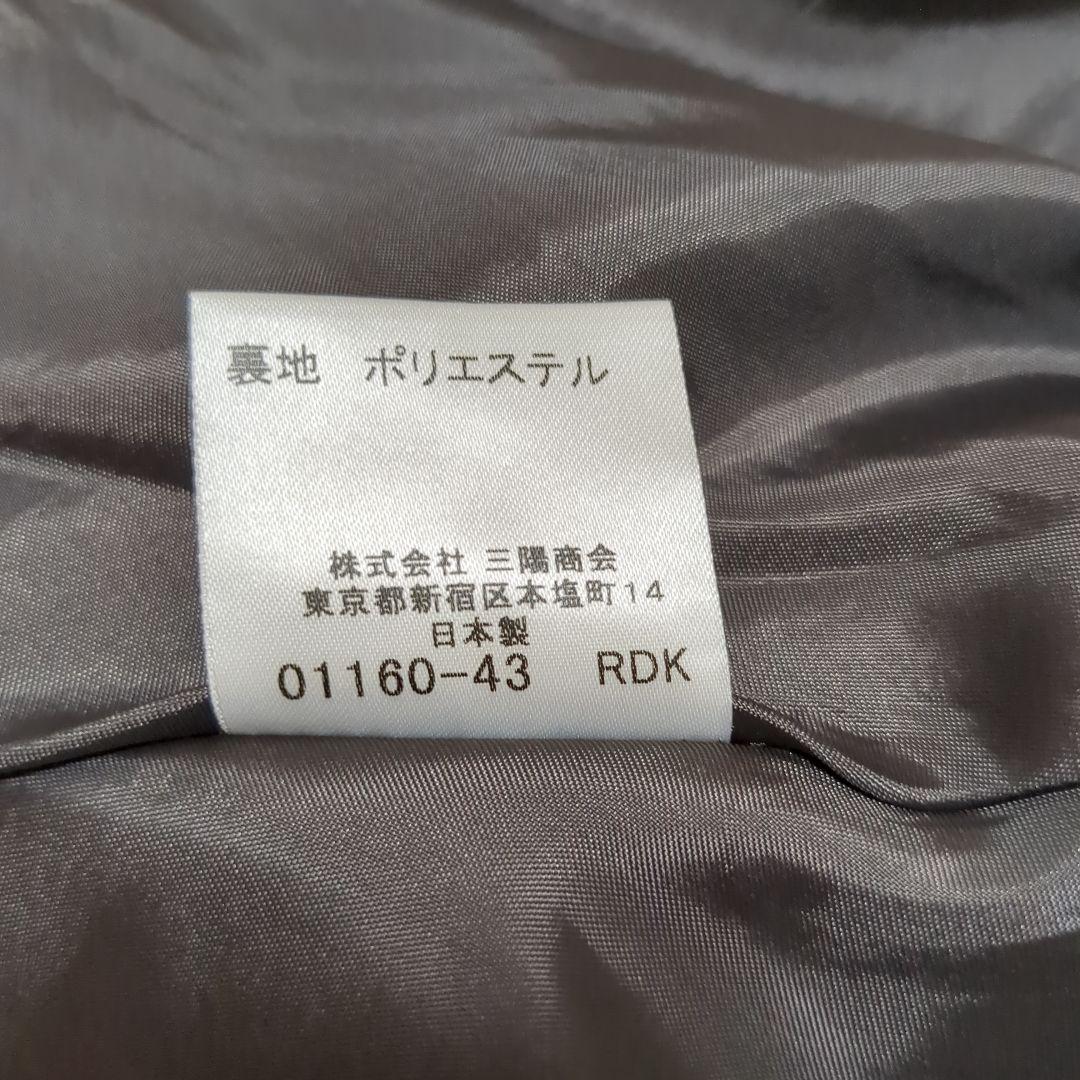 裏地　ポリエステル
株式会社 三陽商会
東京都新宿区本塩町14
日本製
01160-43　RDK